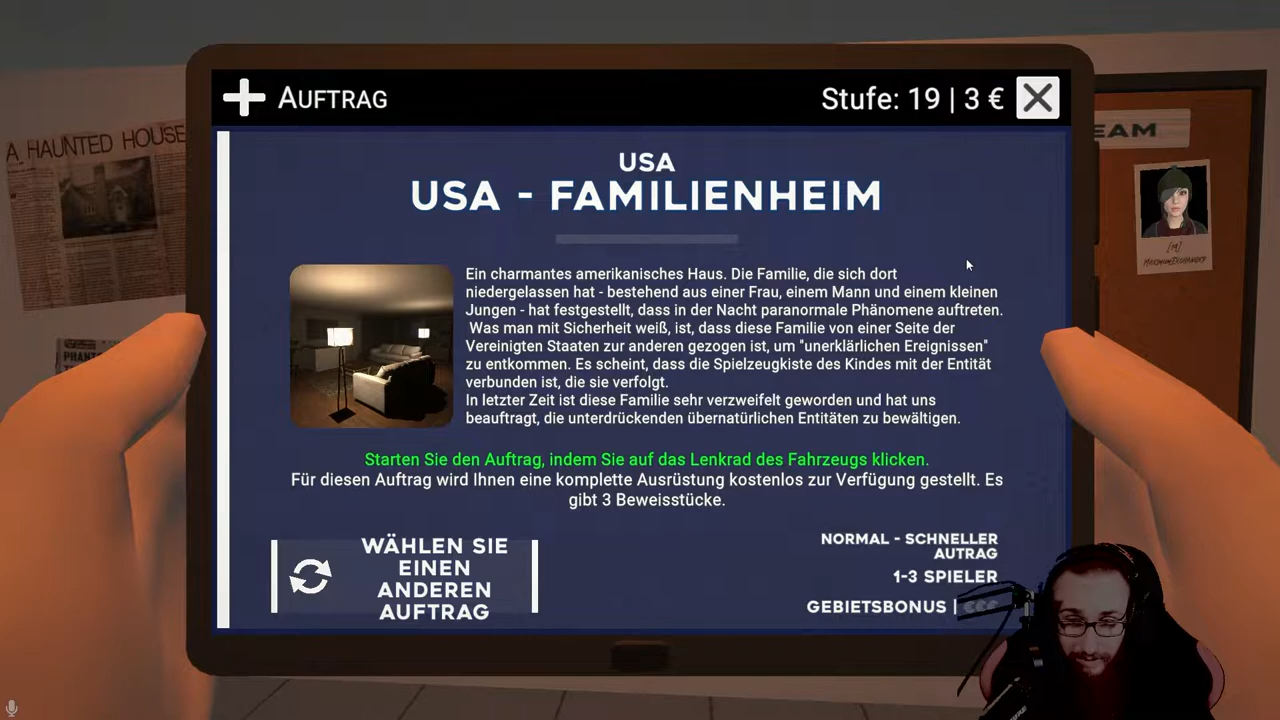 AUFTRAG
Stufe: 19 | 3 €
A HAUNTED HOUSE
EAM
USA
USA - FAMILIENHEIM
Ein charmantes amerikanisches Haus. Die Familie, die sich dort
niedergelassen hat - bestehend aus einer Frau, einem Mann und einem kleinen
Jungen - hat festgestellt, dass in der Nacht paranormale Phänomene auftreten.
Was man mit Sicherheit weiß, ist, dass diese Familie von einer Seite der
Vereinigten Staaten zur anderen gezogen ist, um "unerklärlichen Ereignissen"
zu entkommen. Es scheint, dass die Spielzeugkiste des Kindes mit der Entität
verbunden ist, die sie verfolgt.
In letzter Zeit ist diese Familie sehr verzweifelt geworden und hat uns
beauftragt, die unterdrückenden übernatürlichen Entitäten zu bewältigen.
PHANT
Starten Sie den Auftrag, indem Sie auf das Lenkrad des Fahrzeugs klicken.
Für diesen Auftrag wird Ihnen eine komplette Ausrüstung kostenlos zur Verfügung gestellt. Es
gibt 3 Beweisstücke.
WÄHLEN SIE
EINEN
ANDEREN
AUFTRAG
NORMAL - SCHNELLER
AUTRAG
1-3 SPIELER
GEBIETSBONUS | €€€